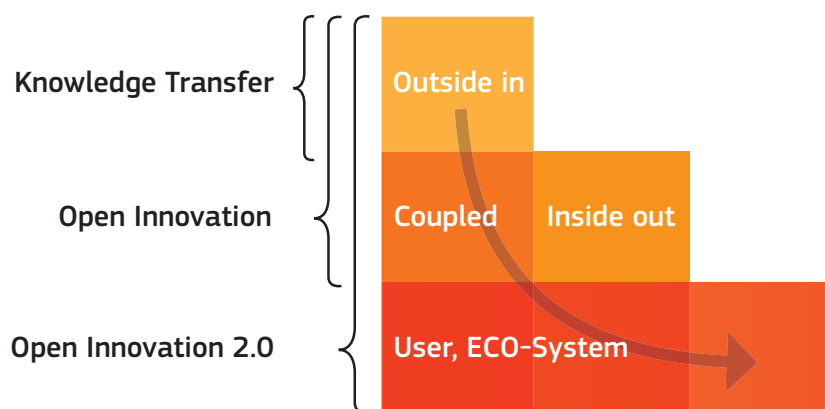 Knowledge Transfer
Outside in
Open Innovation
Coupled
Inside out
Open Innovation 2.0
User, ECO-System